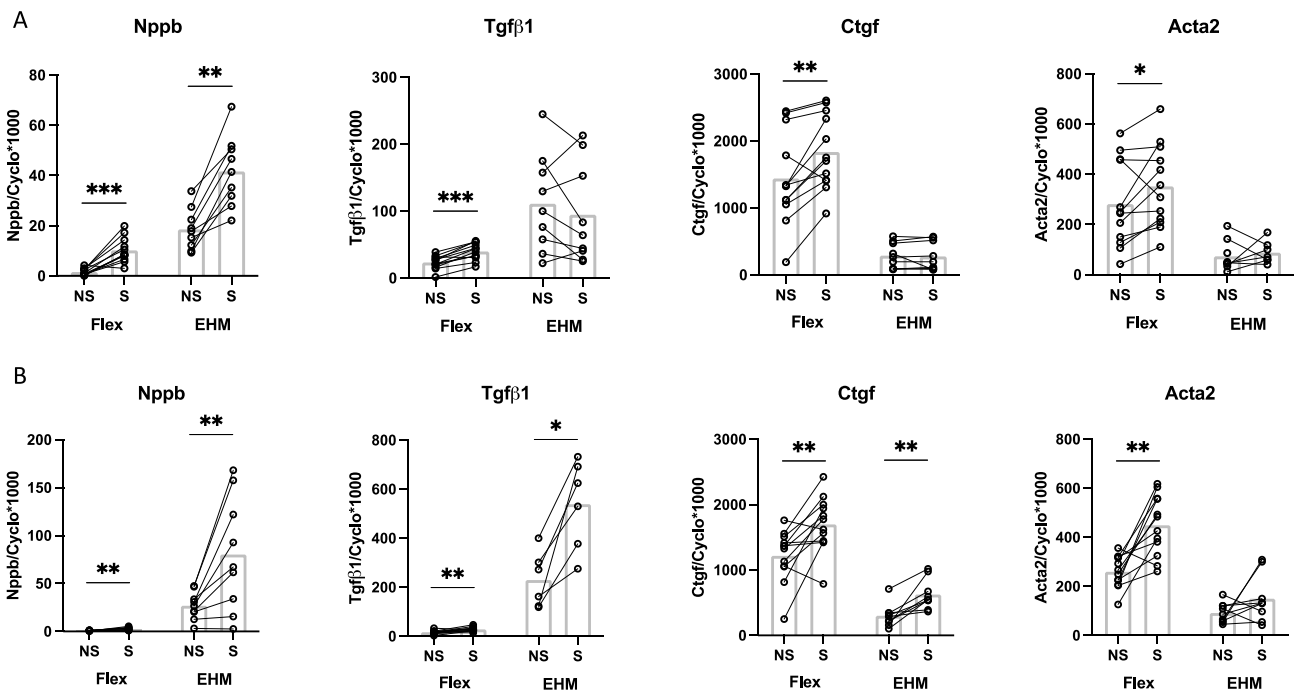 A
Nppb
Tgfβ1
Ctgf
Acta2
Nppb/Cyclo*1000
80
60
40
20
0
***
**
NS S NS S
Flex EHM
Tgfβ1/Cyclo*1000
300
200
100
0
***
NS S NS S
Flex EHM
Ctgf/Cyclo*1000
3000
2000
1000
0
**
NS S NS S
Flex EHM
Acta2/Cyclo*1000
800
600
400
200
0
*
NS S NS S
Flex EHM
B
Nppb
Tgfβ1
Ctgf
Acta2
Nppb/Cyclo*1000
200
150
100
50
0
**
**
NS S NS S
Flex EHM
Tgfβ1/Cyclo*1000
800
600
400
200
0
**
*
NS S NS S
Flex EHM
Ctgf/Cyclo*1000
3000
2000
1000
0
**
**
NS S NS S
Flex EHM
Acta2/Cyclo*1000
800
600
400
200
0
**
NS S NS S
Flex EHM